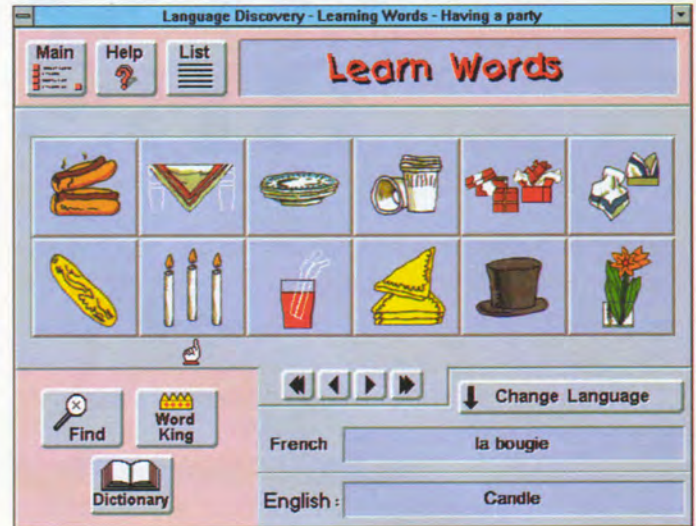 Language Discovery - Learning Words - Having a party
Main
Help
List
Learn Words
Find
Word
King
Dictionary
Change Language
French
la bougie
English :
Candle